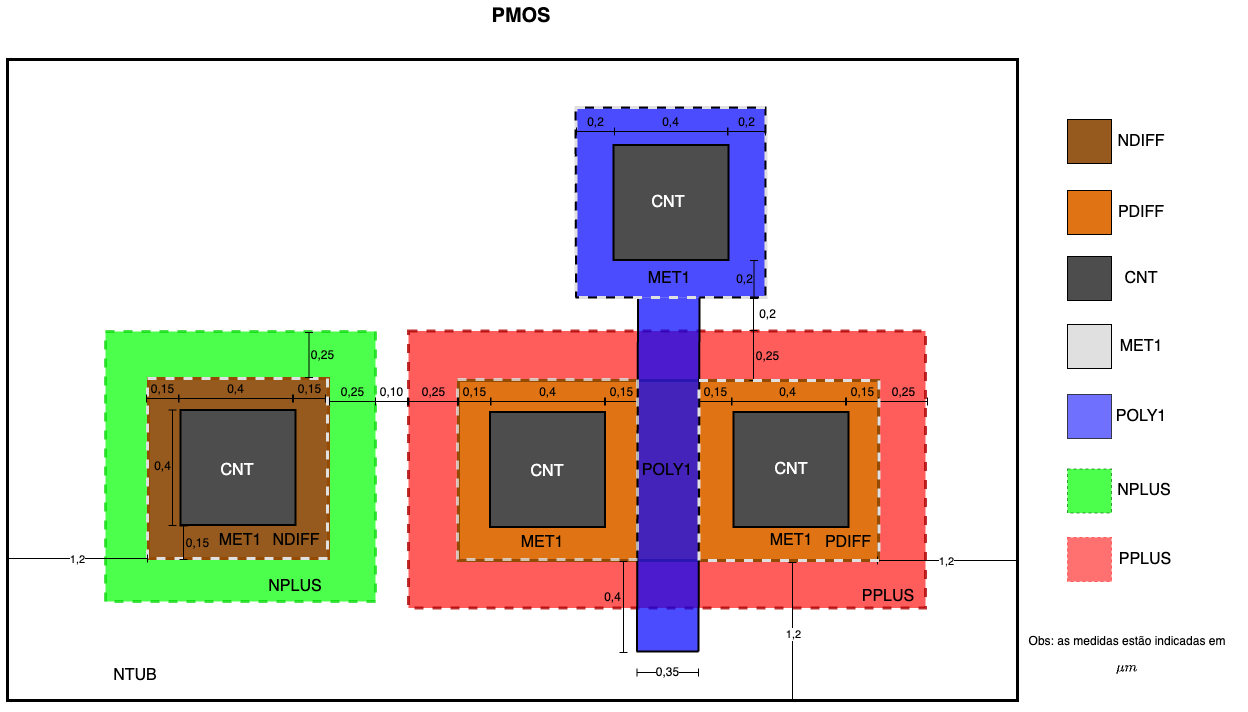 PMOS
0,2 0,4 0,2
CNT
MET1
0,2
0,2
0,25
0,25
0,15 0,4 0,15
0,25 0,10 0,25
0,15 0,4 0,15
0,15 0,4 0,15
0,25
0,4
CNT
CNT
POLY1
CNT
0,15
MET1 NDIFF
MET1
MET1 PDIFF
1,2
1,2
NPLUS
0,4
PPLUS
1,2
NTUB
0,35
NDIFF
PDIFF
CNT
MET1
POLY1
NPLUS
PPLUS
Obs: as medidas estão indicadas em
μm